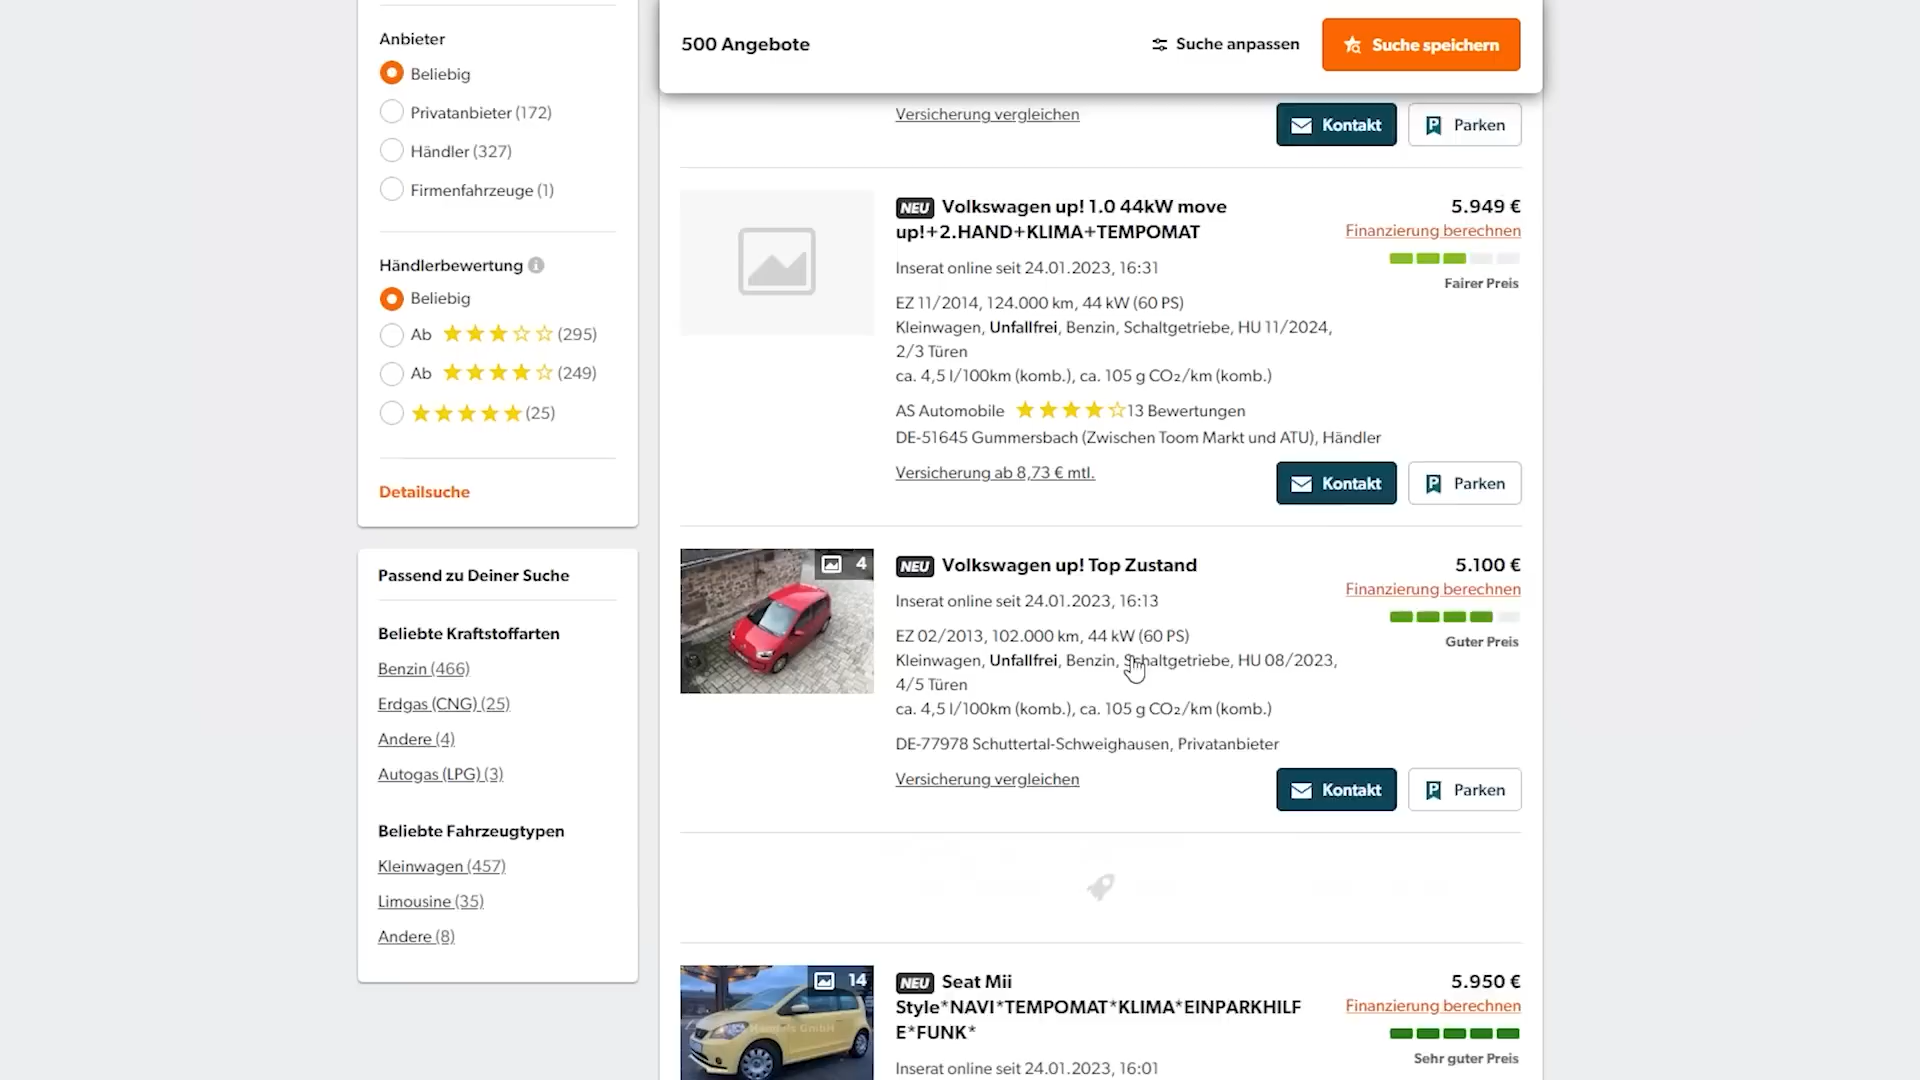 Anbieter
Beliebig
Privatanbieter (172)
Händler (327)
Firmenfahrzeuge (1)
Händlerbewertung
Beliebig
Ab (295)
Ab (249)
(25)
Detailsuche
Passend zu Deiner Suche
Beliebte Kraftstoffarten
Benzin (466)
Erdgas (CNG) (25)
Andere (4)
Autogas (LPG) (3)
Beliebte Fahrzeugtypen
Kleinwagen (457)
Limousine (35)
Andere (8)
500 Angebote
Suche anpassen
Suche speichern
Versicherung vergleichen
Kontakt
Parken
NEU Volkswagen up! 1.0 44kW move
up!+2.HAND+KLIMA+TEMPOMAT
5.949 €
Finanzierung berechnen
Fairer Preis
Inserat online seit 24.01.2023, 16:31
EZ 11/2014, 124.000 km, 44 kW (60 PS)
Kleinwagen, Unfallfrei, Benzin, Schaltgetriebe, HU 11/2024,
2/3 Türen
ca. 4,5 l/100km (komb.), ca. 105 g CO₂/km (komb.)
AS Automobile 13 Bewertungen
DE-51645 Gummersbach (Zwischen Toom Markt und ATU), Händler
Versicherung ab 8,73 € mtl.
Kontakt
Parken
4
NEU Volkswagen up! Top Zustand
5.100 €
Finanzierung berechnen
Guter Preis
Inserat online seit 24.01.2023, 16:13
EZ 02/2013, 102.000 km, 44 kW (60 PS)
Kleinwagen, Unfallfrei, Benzin, Schaltgetriebe, HU 08/2023,
4/5 Türen
ca. 4,5 l/100km (komb.), ca. 105 g CO₂/km (komb.)
DE-77978 Schuttertal-Schweighausen, Privatanbieter
Versicherung vergleichen
Kontakt
Parken
14
NEU Seat Mii
Style*NAVI*TEMPOMAT*KLIMA*EINPARKHILF
E*FUNK*
5.950 €
Finanzierung berechnen
Sehr guter Preis
Inserat online seit 24.01.2023, 16:01